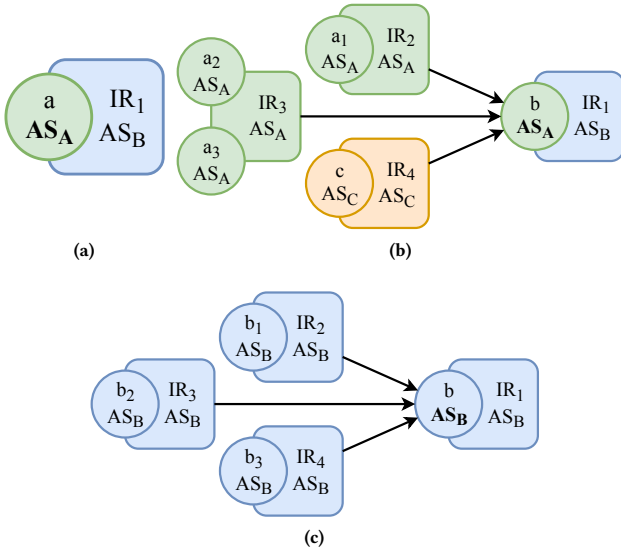 a
AS_A
IR_1
AS_B
(a)
a_2
AS_A
IR_3
AS_A
a_3
AS_A
a_1
AS_A
IR_2
AS_A
c
AS_C
IR_4
AS_C
b
AS_A
IR_1
AS_B
(b)
b_1
AS_B
IR_2
AS_B
b_2
AS_B
IR_3
AS_B
b_3
AS_B
IR_4
AS_B
b
AS_B
IR_1
AS_B
(c)